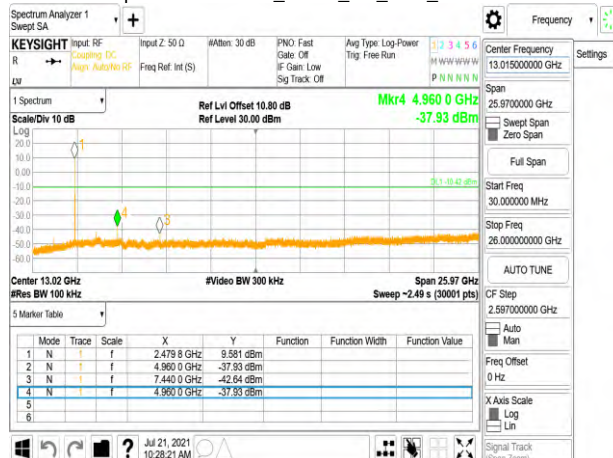 Spectrum Analyzer 1
Swept SA
Frequency
KEYSIGHT
Input: RF
Coupling: DC
Align: Auto/No RF
Input Z: 50 Ω
Freq Ref: Int (S)
#Atten: 30 dB
PNO: Fast
Gate: Off
IF Gain: Low
Sig Track: Off
Avg Type: Log-Power
Trig: Free Run
1 2 3 4 5 6
M W W W W W
P N N N N N
R
LXI
Settings
Center Frequency
13.015000000 GHz
Span
25.9700000 GHz
Swept Span
Zero Span
Full Span
Start Freq
30.000000 MHz
Stop Freq
26.000000000 GHz
AUTO TUNE
CF Step
2.597000000 GHz
Auto
Man
Freq Offset
0 Hz
X Axis Scale
Log
Lin
Signal Track
1 Spectrum
Scale/Div 10 dB
Ref Lvl Offset 10.80 dB
Ref Level 30.00 dBm
Mkr4 4.960 0 GHz
-37.93 dBm
Log
20.0
10.0
0.00
-10.0
-20.0
-30.0
-40.0
-50.0
-60.0
1
4
3
Center 13.02 GHz
#Video BW 300 kHz
Span 25.97 GHz
#Res BW 100 kHz
Sweep ~2.49 s (30001 pts)
5 Marker Table
Mode Trace Scale X Y Function Function Width Function Value
1 N 1 f 2.479 8 GHz 9.581 dBm
2 N 1 f 4.960 0 GHz -37.93 dBm
3 N 1 f 7.440 0 GHz -42.64 dBm
4 N 1 f 4.960 0 GHz -37.93 dBm
5
6
?
Jul 21, 2021
10:28:21 AM